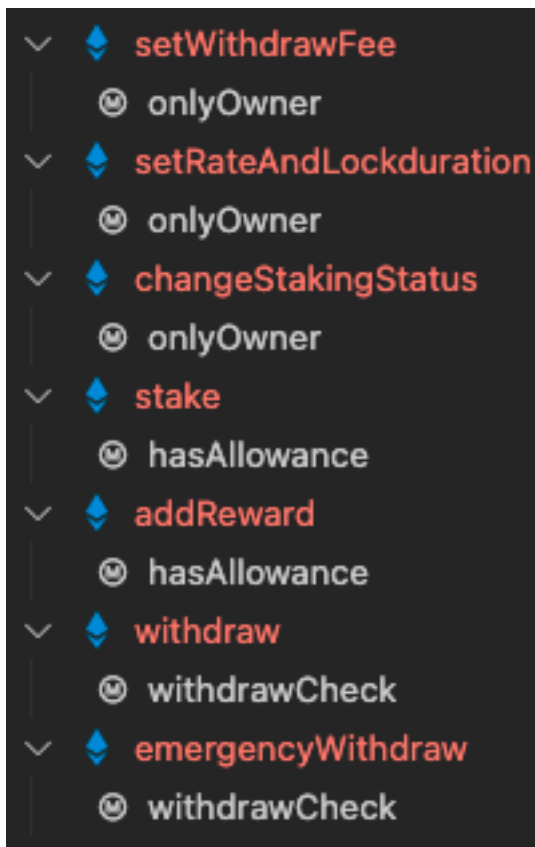 setWithdrawFee
onlyOwner
setRateAndLockduration
onlyOwner
changeStakingStatus
onlyOwner
stake
hasAllowance
addReward
hasAllowance
withdraw
withdrawCheck
emergencyWithdraw
withdrawCheck